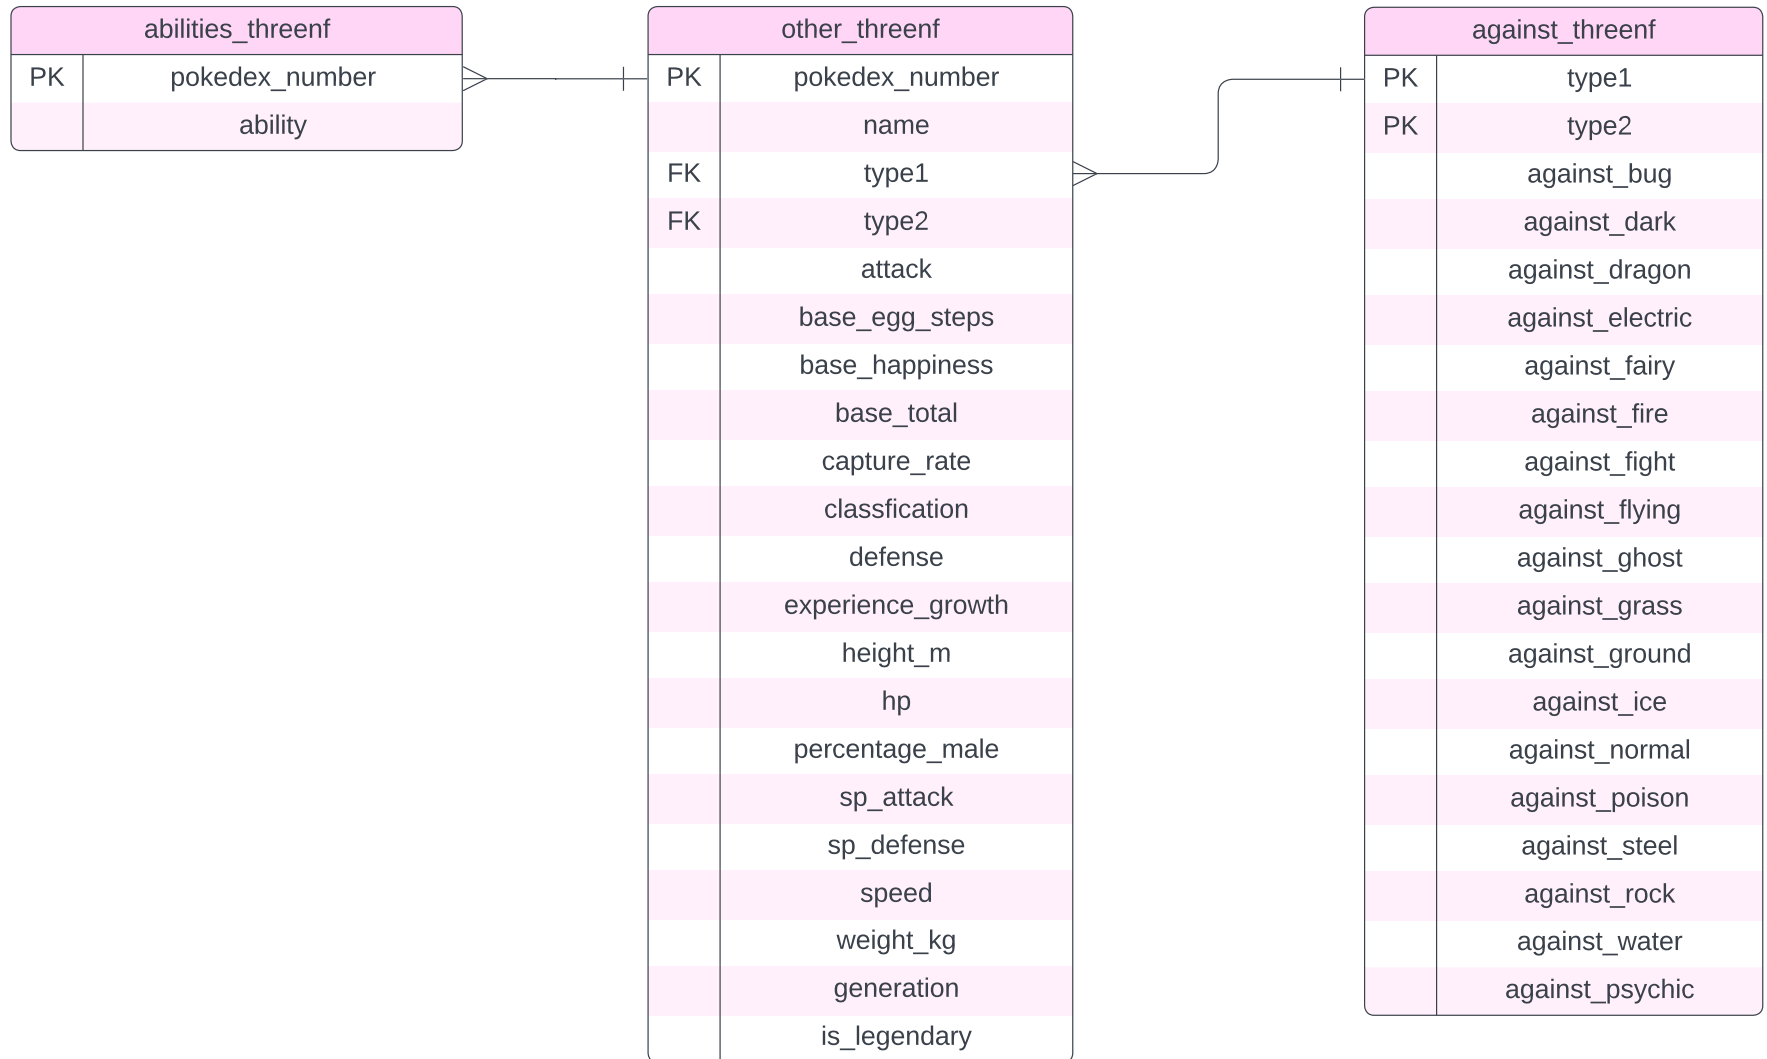 abilities_threenf
PK pokedex_number
ability
other_threenf
PK pokedex_number
name
FK type1
FK type2
attack
base_egg_steps
base_happiness
base_total
capture_rate
classfication
defense
experience_growth
height_m
hp
percentage_male
sp_attack
sp_defense
speed
weight_kg
generation
is_legendary
against_threenf
PK type1
PK type2
against_bug
against_dark
against_dragon
against_electric
against_fairy
against_fire
against_fight
against_flying
against_ghost
against_grass
against_ground
against_ice
against_normal
against_poison
against_steel
against_rock
against_water
against_psychic